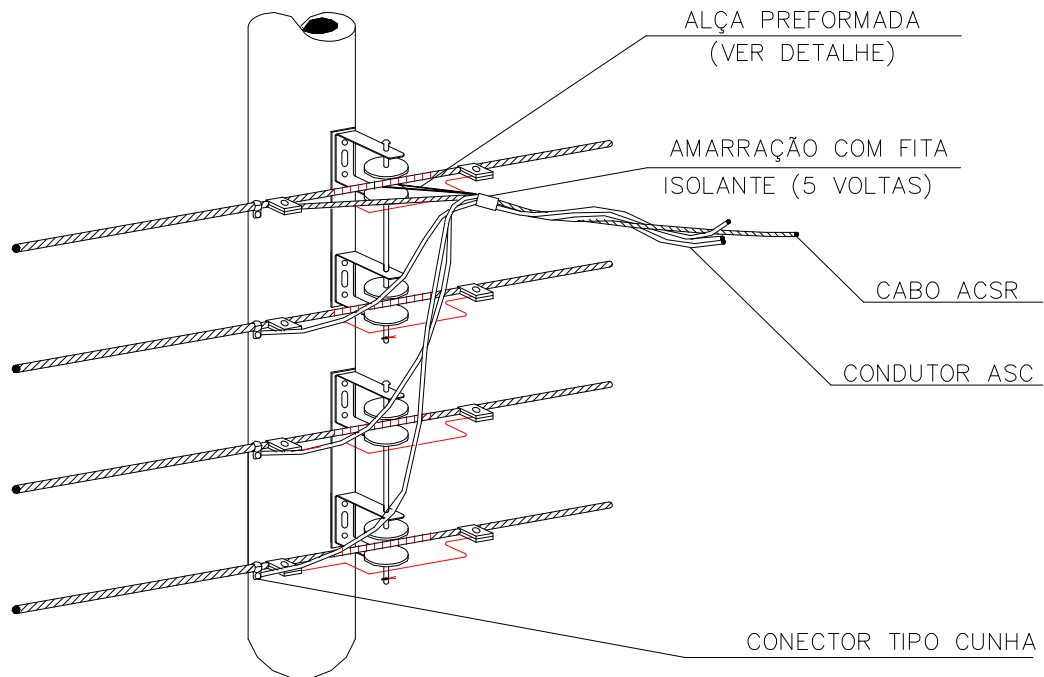 ALÇA PREFORMADA
(VER DETALHE)
AMARRAÇÃO COM FITA
ISOLANTE (5 VOLTAS)
CABO ACSR
CONDUTOR ASC
CONECTOR TIPO CUNHA